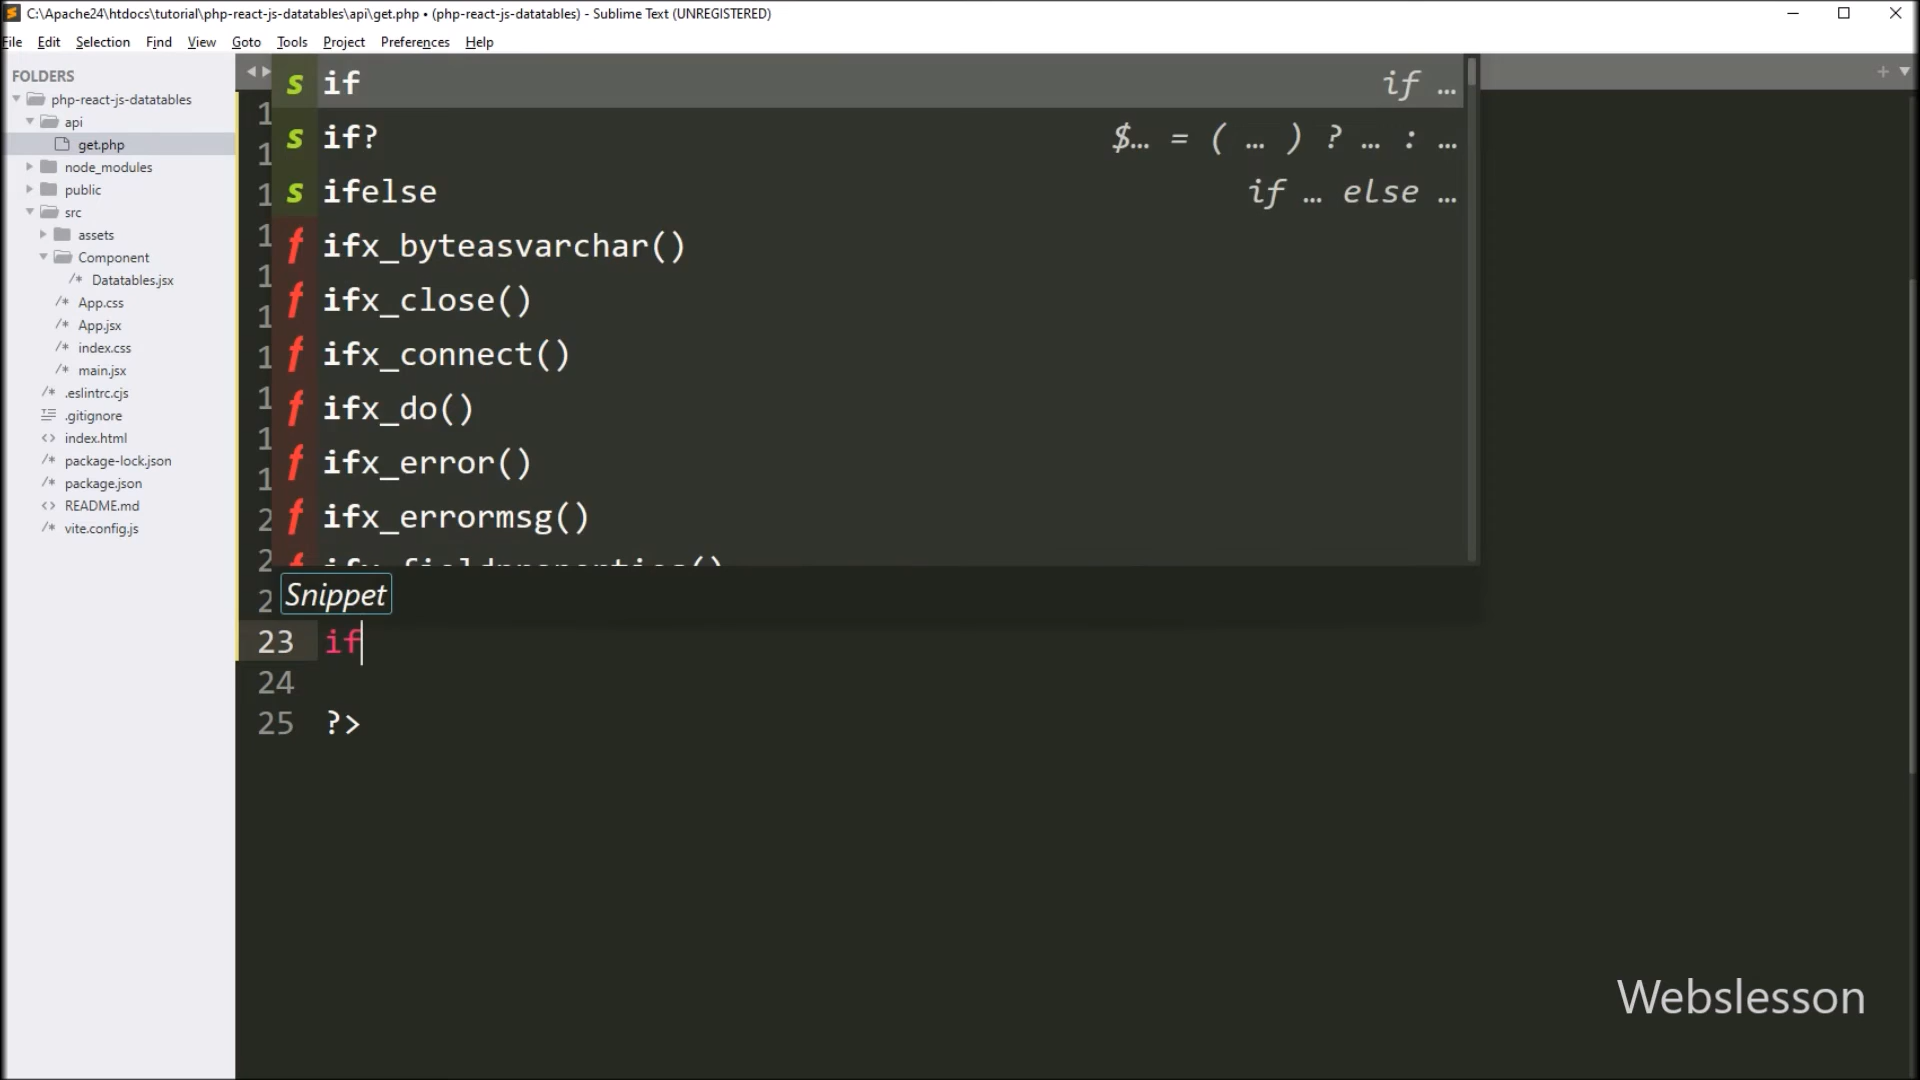 C:\Apache24\htdocs\tutorial\php-react-js-datatables\api\get.php • (php-react-js-datatables) - Sublime Text (UNREGISTERED)
File Edit Selection Find View Goto Tools Project Preferences Help
FOLDERS
php-react-js-datatables
api
get.php
node_modules
public
src
assets
Component
/* Datatables.jsx
/* App.css
/* App.jsx
/* index.css
/* main.jsx
/* .eslintrc.cjs
.gitignore
<> index.html
/* package-lock.json
/* package.json
<> README.md
/* vite.config.js
s if if …
s if? $… = ( … ) ? … : …
s ifelse if … else …
f ifx_byteasvarchar()
f ifx_close()
f ifx_connect()
f ifx_do()
f ifx_error()
f ifx_errormsg()
Snippet
23 if
24
25 ?>
Webslesson